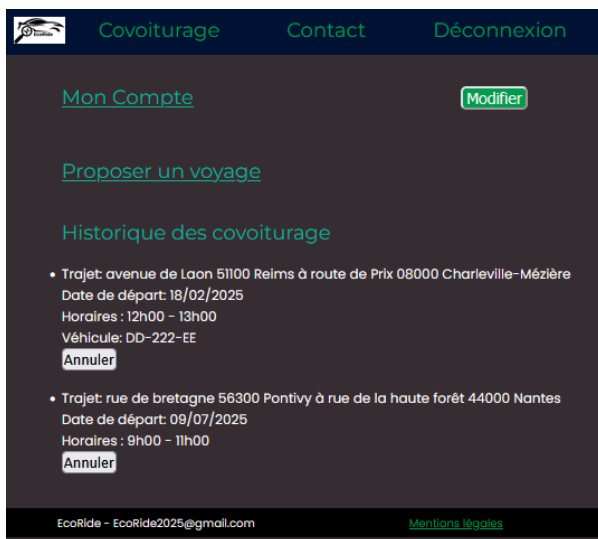 EcoRide
Covoiturage
Contact
Déconnexion
Mon Compte
Modifier
Proposer un voyage
Historique des covoiturage
• Trajet: avenue de Laon 51100 Reims à route de Prix 08000 Charleville-Mézière
Date de départ: 18/02/2025
Horaires : 12h00 - 13h00
Véhicule: DD-222-EE
Annuler
• Trajet: rue de bretagne 56300 Pontivy à rue de la haute forêt 44000 Nantes
Date de départ: 09/07/2025
Horaires : 9h00 - 11h00
Annuler
EcoRide - EcoRide2025@gmail.com
Mentions légales